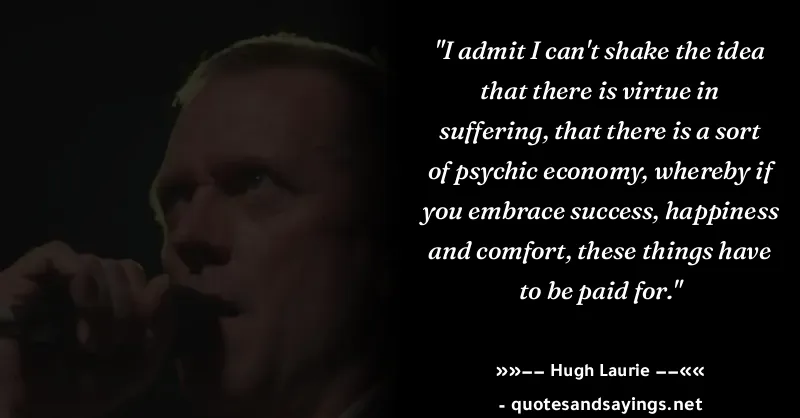 "I admit I can't shake the idea
that there is virtue in
suffering, that there is a sort
of psychic economy, whereby if
you embrace success, happiness
and comfort, these things have
to be paid for."
»»–– Hugh Laurie ––««
- quotesandsayings.net